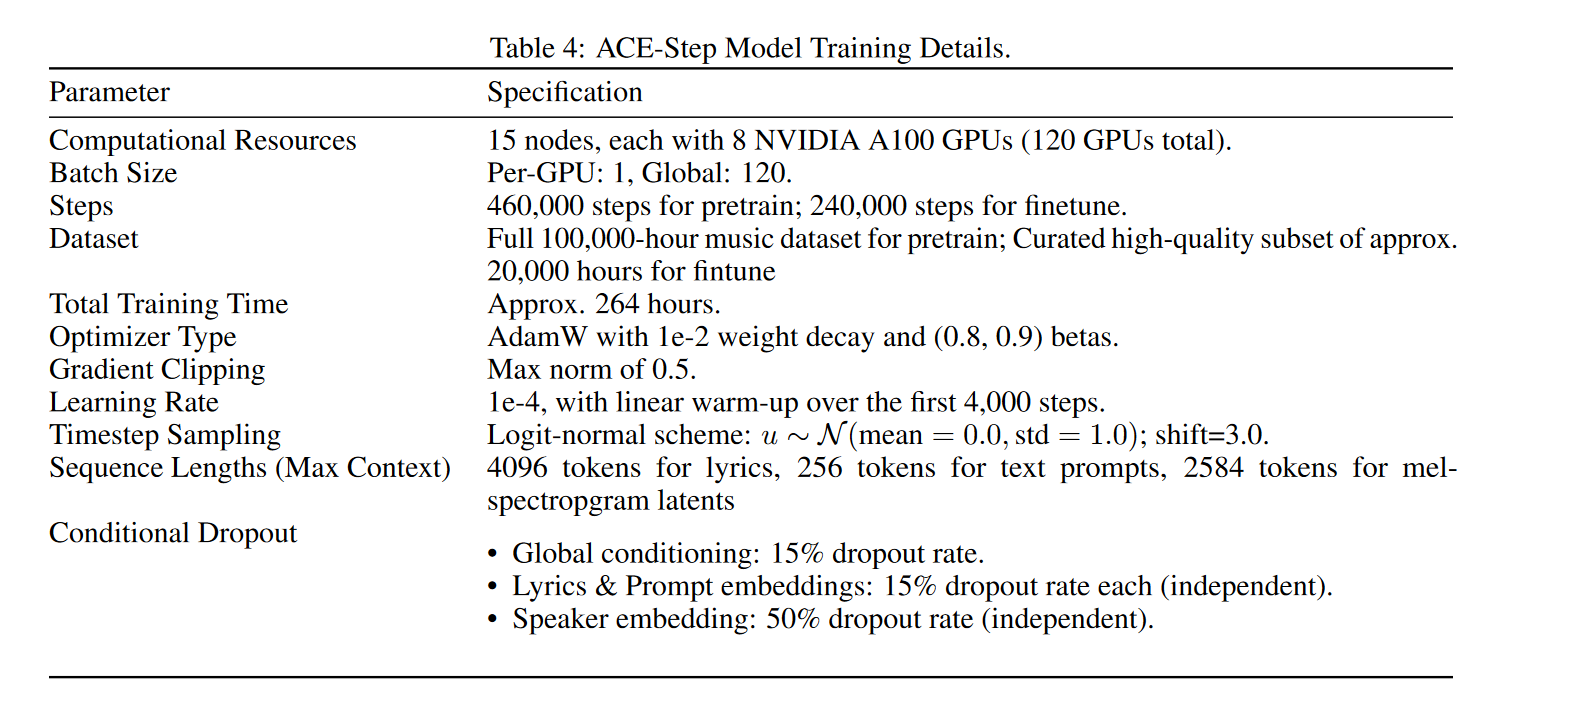 Table 4: ACE-Step Model Training Details.
Parameter Specification
Computational Resources 15 nodes, each with 8 NVIDIA A100 GPUs (120 GPUs total).
Batch Size Per-GPU: 1, Global: 120.
Steps 460,000 steps for pretrain; 240,000 steps for finetune.
Dataset Full 100,000-hour music dataset for pretrain; Curated high-quality subset of approx.
20,000 hours for fintune
Total Training Time Approx. 264 hours.
Optimizer Type AdamW with 1e-2 weight decay and (0.8, 0.9) betas.
Gradient Clipping Max norm of 0.5.
Learning Rate 1e-4, with linear warm-up over the first 4,000 steps.
Timestep Sampling Logit-normal scheme: u ∼ 𝒩(mean = 0.0, std = 1.0); shift=3.0.
Sequence Lengths (Max Context) 4096 tokens for lyrics, 256 tokens for text prompts, 2584 tokens for mel-
spectropgram latents
Conditional Dropout
• Global conditioning: 15% dropout rate.
• Lyrics & Prompt embeddings: 15% dropout rate each (independent).
• Speaker embedding: 50% dropout rate (independent).